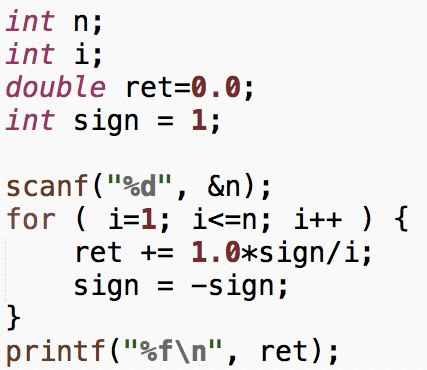 int n;
int i;
double ret=0.0;
int sign = 1;

scanf("%d", &n);
for ( i=1; i<=n; i++ ) {
    ret += 1.0*sign/i;
    sign = -sign;
}
printf("%f\n", ret);